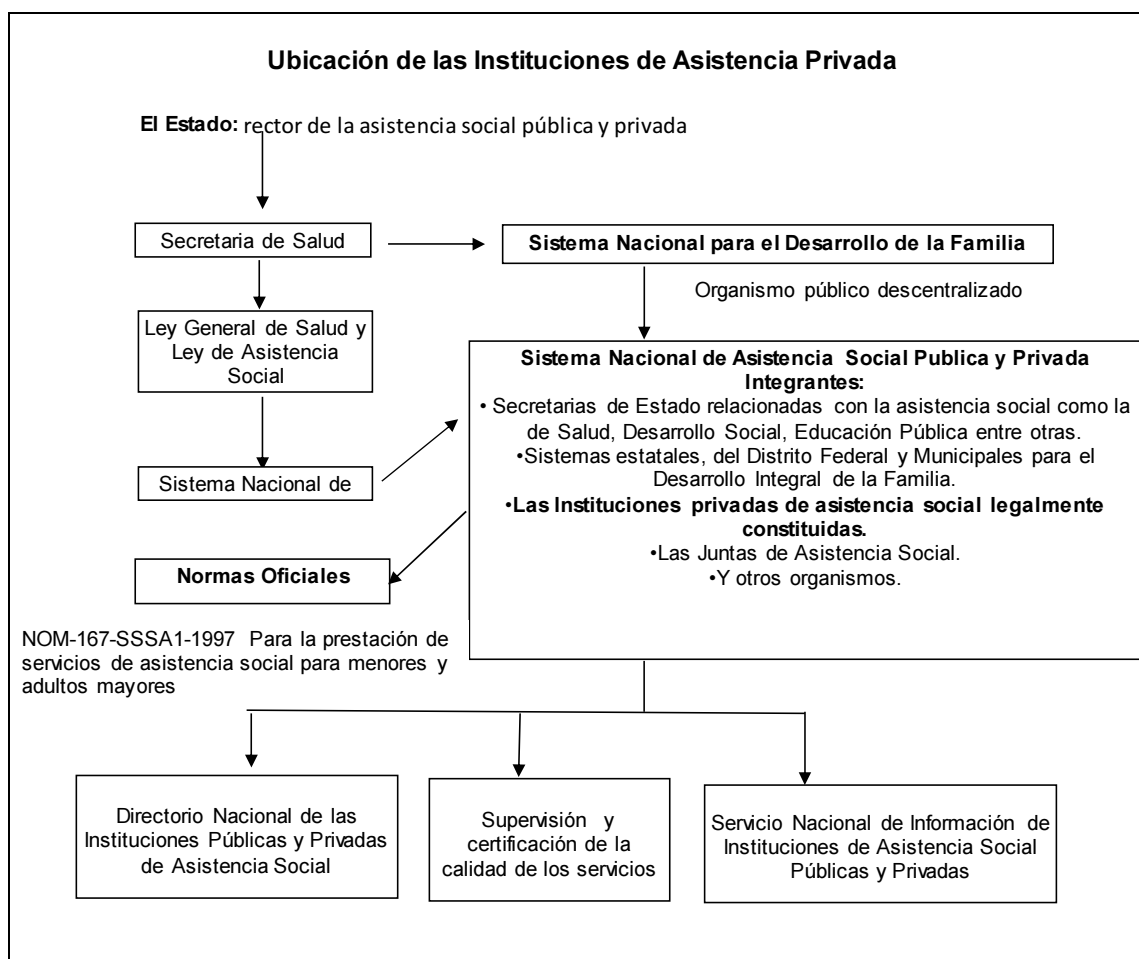 Ubicación de las Instituciones de Asistencia Privada
El Estado: rector de la asistencia social pública y privada
Secretaria de Salud
Sistema Nacional para el Desarrollo de la Familia
Organismo público descentralizado
Ley General de Salud y
Ley de Asistencia
Social
Sistema Nacional de Asistencia Social Publica y Privada
Integrantes:
• Secretarias de Estado relacionadas con la asistencia social como la
de Salud, Desarrollo Social, Educación Pública entre otras.
•Sistemas estatales, del Distrito Federal y Municipales para el
Desarrollo Integral de la Familia.
•Las Instituciones privadas de asistencia social legalmente
constituidas.
•Las Juntas de Asistencia Social.
•Y otros organismos.
Sistema Nacional de
Normas Oficiales
NOM-167-SSSA1-1997 Para la prestación de
servicios de asistencia social para menores y
adultos mayores
Directorio Nacional de las
Instituciones Públicas y Privadas
de Asistencia Social
Supervisión y
certificación de la
calidad de los servicios
Servicio Nacional de Información de
Instituciones de Asistencia Social
Públicas y Privadas